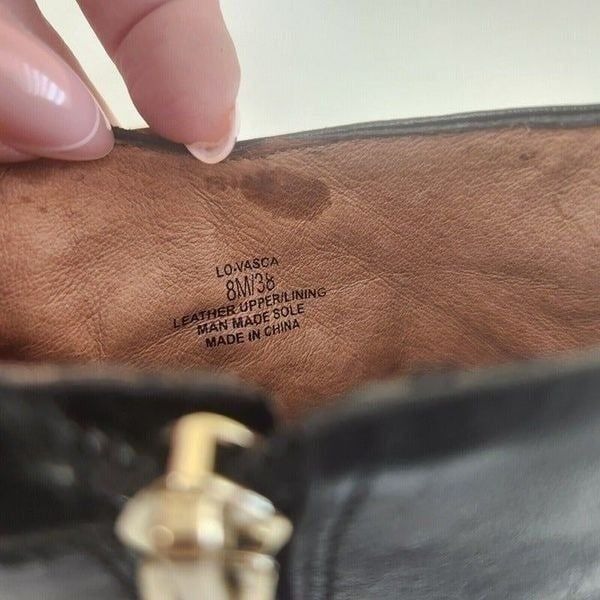 LO-VASCA
8M/38
LEATHER UPPER/LINING
MAN MADE SOLE
MADE IN CHINA